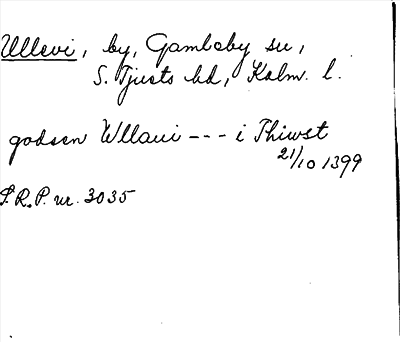 Ullevi, by, Gamleby sn,
S. Tjusts hd, Kalm. l.
godsen Wllaui --- i Thiwst
21/10 1399
S.R.P. nr. 3035